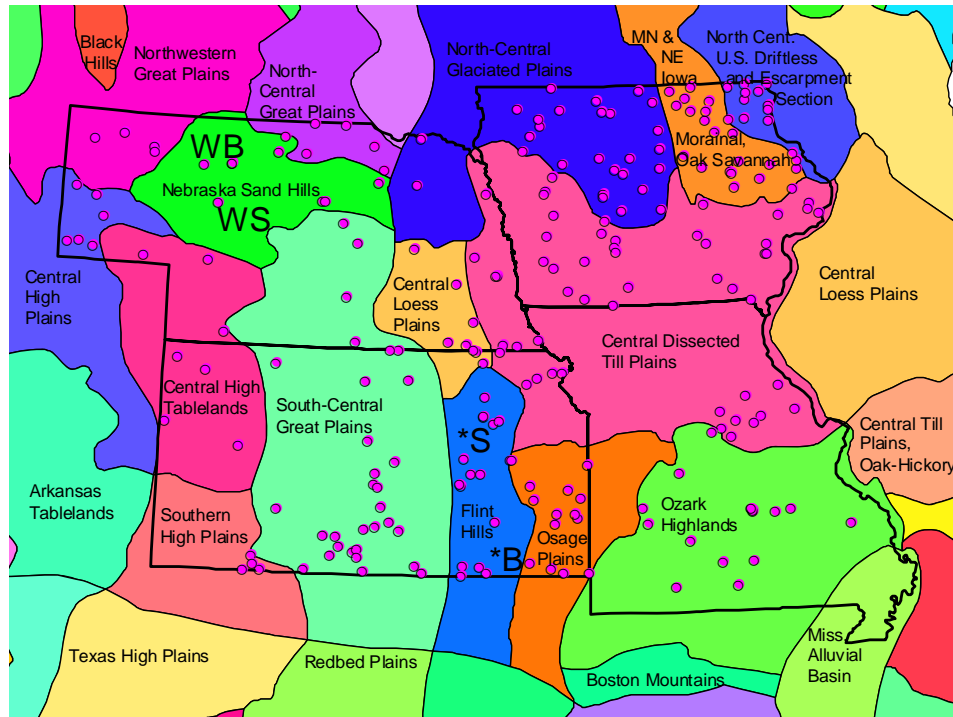 Black
Hills
Northwestern
Great Plains
North-
Central
Great Plains
North-Central
Glaciated Plains
MN &
NE
Iowa
Morainal,
Oak Savannah
North Cent.
U.S. Driftless
and Escarpment
Section
WB
Nebraska Sand Hills
WS
Central
High
Plains
Central
Loess
Plains
Central
Loess Plains
Central Dissected
Till Plains
Central High
Tablelands
South-Central
Great Plains
*S
Central Till
Plains,
Oak-Hickory
Arkansas
Tablelands
Southern
High Plains
Flint
Hills
*B
Osage
Plains
Ozark
Highlands
Texas High Plains
Redbed Plains
Boston Mountains
Miss.
Alluvial
Basin